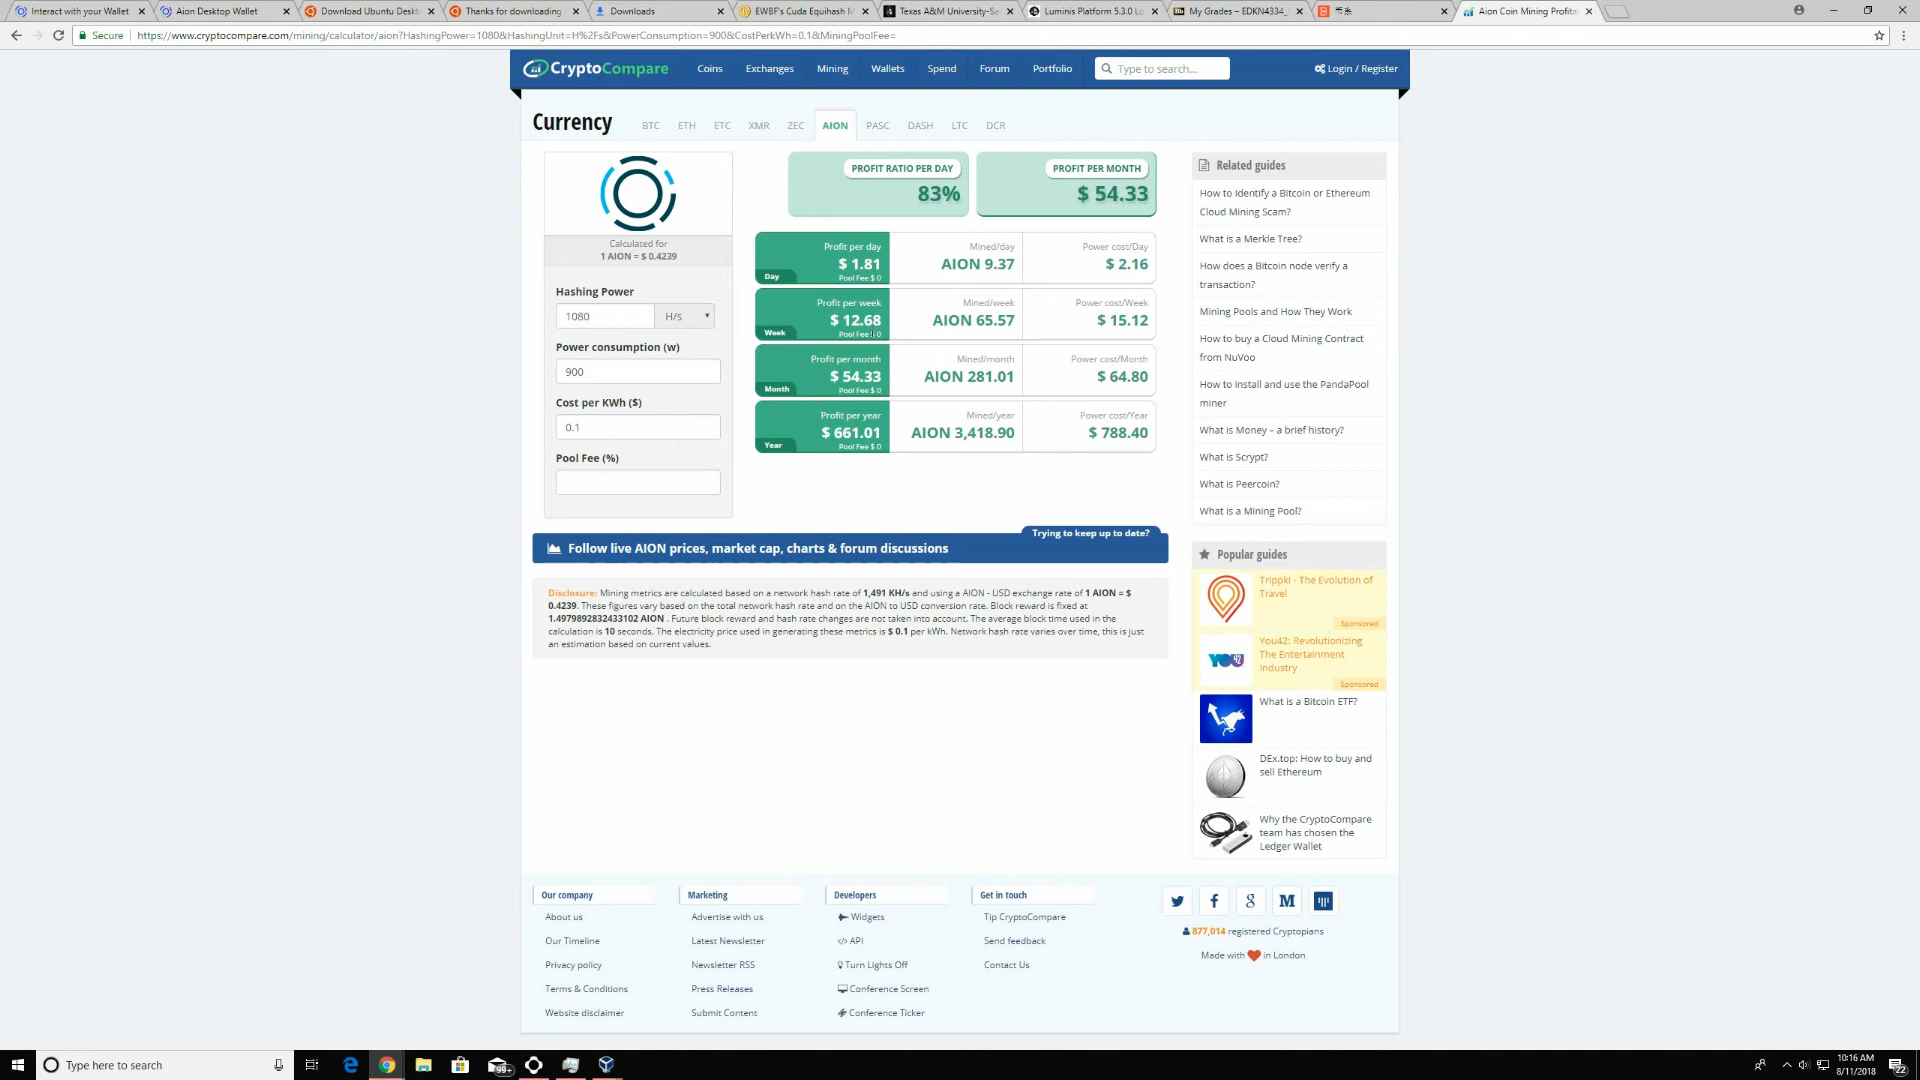 Interact with your Wallet
Aion Desktop Wallet
Download Ubuntu Deskt
Thanks for downloading
Downloads
EWBF's Cuda Equihash M
Texas A&M University-Sa
Luminis Platform 5.3.0 Lo
My Grades – EDKN4334_
Aion Coin Mining Profita
Secure
https://www.cryptocompare.com/mining/calculator/aion?HashingPower=1080&HashingUnit=H%2Fs&PowerConsumption=900&CostPerkWh=0.1&MiningPoolFee=
CryptoCompare
Coins
Exchanges
Mining
Wallets
Spend
Forum
Portfolio
Type to search...
Login / Register
Currency
BTC
ETH
ETC
XMR
ZEC
AION
PASC
DASH
LTC
DCR
Calculated for
1 AION = $ 0.4239
Hashing Power
1080
H/s
Power consumption (w)
900
Cost per KWh ($)
0.1
Pool Fee (%)
PROFIT RATIO PER DAY
83%
PROFIT PER MONTH
$ 54.33
Profit per day
$ 1.81
Pool Fee $ 0
Day
Mined/day
AION 9.37
Power cost/Day
$ 2.16
Profit per week
$ 12.68
Pool Fee $ 0
Week
Mined/week
AION 65.57
Power cost/Week
$ 15.12
Profit per month
$ 54.33
Pool Fee $ 0
Month
Mined/month
AION 281.01
Power cost/Month
$ 64.80
Profit per year
$ 661.01
Pool Fee $ 0
Year
Mined/year
AION 3,418.90
Power cost/Year
$ 788.40
Trying to keep up to date?
Follow live AION prices, market cap, charts & forum discussions
Disclosure: Mining metrics are calculated based on a network hash rate of 1,491 KH/s and using a AION - USD exchange rate of 1 AION = $
0.4239. These figures vary based on the total network hash rate and on the AION to USD conversion rate. Block reward is fixed at
1.4979892832433102 AION . Future block reward and hash rate changes are not taken into account. The average block time used in the
calculation is 10 seconds. The electricity price used in generating these metrics is $ 0.1 per kWh. Network hash rate varies over time, this is just
an estimation based on current values.
Related guides
How to Identify a Bitcoin or Ethereum
Cloud Mining Scam?
What is a Merkle Tree?
How does a Bitcoin node verify a
transaction?
Mining Pools and How They Work
How to buy a Cloud Mining Contract
from NuVoo
How to Install and use the PandaPool
miner
What is Money – a brief history?
What is Scrypt?
What is Peercoin?
What is a Mining Pool?
Popular guides
Trippki - The Evolution of
Travel
Sponsored
YOU
You42: Revolutionizing
The Entertainment
Industry
Sponsored
What is a Bitcoin ETF?
DEx.top: How to buy and
sell Ethereum
Why the CryptoCompare
team has chosen the
Ledger Wallet
Our company
About us
Our Timeline
Privacy policy
Terms & Conditions
Website disclaimer
Marketing
Advertise with us
Latest Newsletter
Newsletter RSS
Press Releases
Submit Content
Developers
Widgets
</> API
Turn Lights Off
Conference Screen
Conference Ticker
Get in touch
Tip CryptoCompare
Send feedback
Contact Us
877,014 registered Cryptopians
Made with ❤ in London
Type here to search
99+
10:16 AM
8/11/2018
22